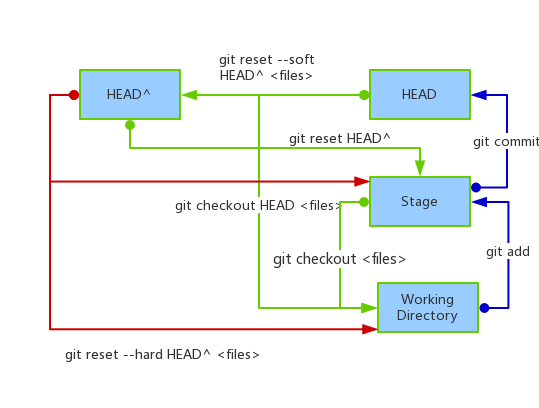 git reset --soft
HEAD^ <files>
HEAD^
HEAD
git reset HEAD^
git commit
Stage
git checkout HEAD <files>
git add
git checkout <files>
Working
Directory
git reset --hard HEAD^ <files>